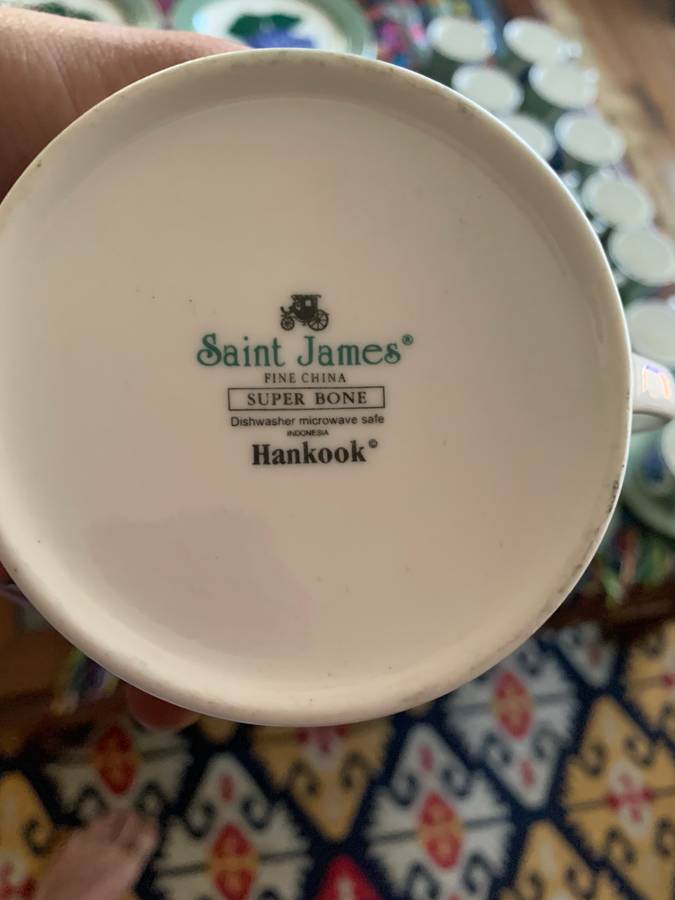 Saint James®
FINE CHINA
SUPER BONE
Dishwasher microwave safe
INDONESIA
Hankook©